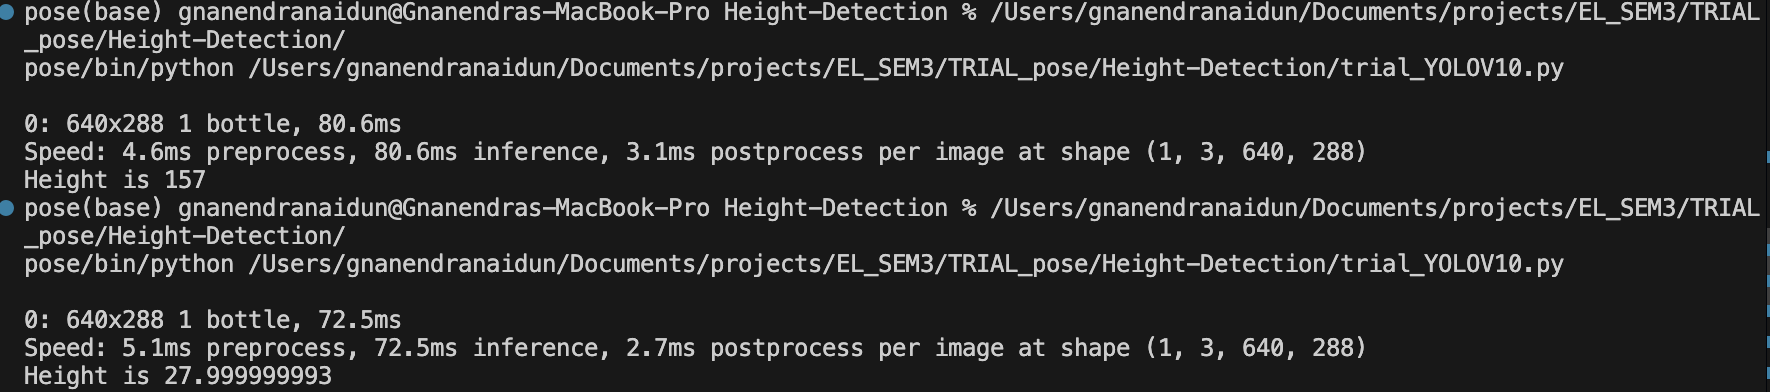 pose(base) gnanendranaidun@Gnanendras-MacBook-Pro Height-Detection % /Users/gnanendranaidun/Documents/projects/EL_SEM3/TRIAL
_pose/Height-Detection/
pose/bin/python /Users/gnanendranaidun/Documents/projects/EL_SEM3/TRIAL_pose/Height-Detection/trial_YOLOV10.py
0: 640x288 1 bottle, 80.6ms
Speed: 4.6ms preprocess, 80.6ms inference, 3.1ms postprocess per image at shape (1, 3, 640, 288)
Height is 157
pose(base) gnanendranaidun@Gnanendras-MacBook-Pro Height-Detection % /Users/gnanendranaidun/Documents/projects/EL_SEM3/TRIAL
_pose/Height-Detection/
pose/bin/python /Users/gnanendranaidun/Documents/projects/EL_SEM3/TRIAL_pose/Height-Detection/trial_YOLOV10.py
0: 640x288 1 bottle, 72.5ms
Speed: 5.1ms preprocess, 72.5ms inference, 2.7ms postprocess per image at shape (1, 3, 640, 288)
Height is 27.999999993